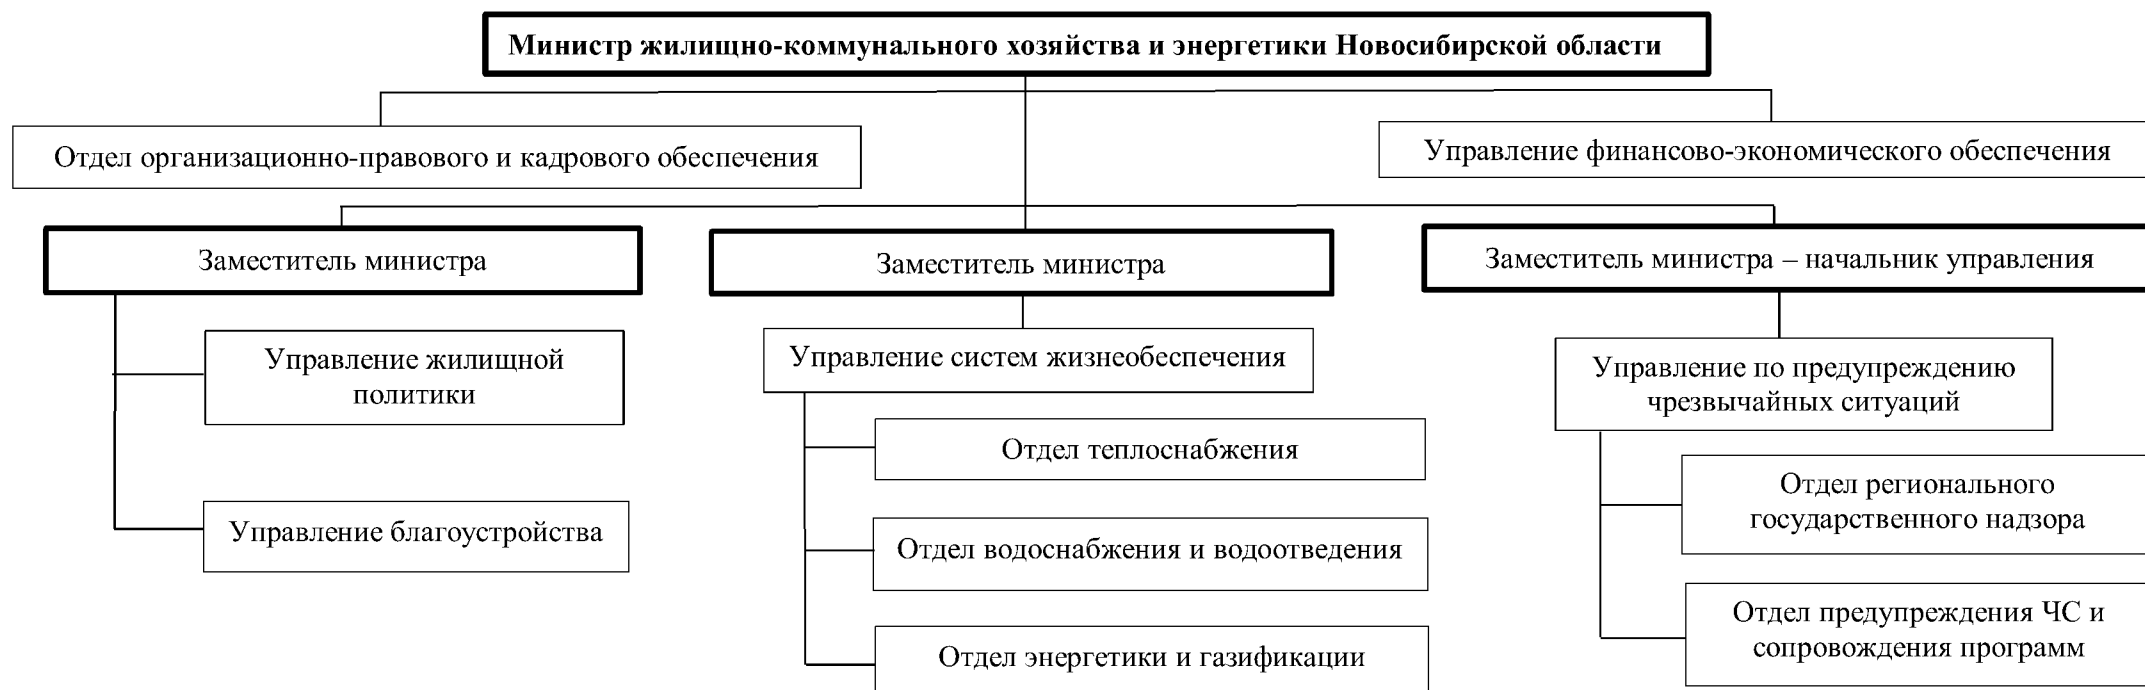 Министр жилищно-коммунального хозяйства и энергетики Новосибирской области
Отдел организационно-правового и кадрового обеспечения
Управление финансово-экономического обеспечения
Заместитель министра
Заместитель министра
Заместитель министра – начальник управления
Управление жилищной
политики
Управление благоустройства
Управление систем жизнеобеспечения
Отдел теплоснабжения
Отдел водоснабжения и водоотведения
Отдел энергетики и газификации
Управление по предупреждению
чрезвычайных ситуаций
Отдел регионального
государственного надзора
Отдел предупреждения ЧС и
сопровождения программ